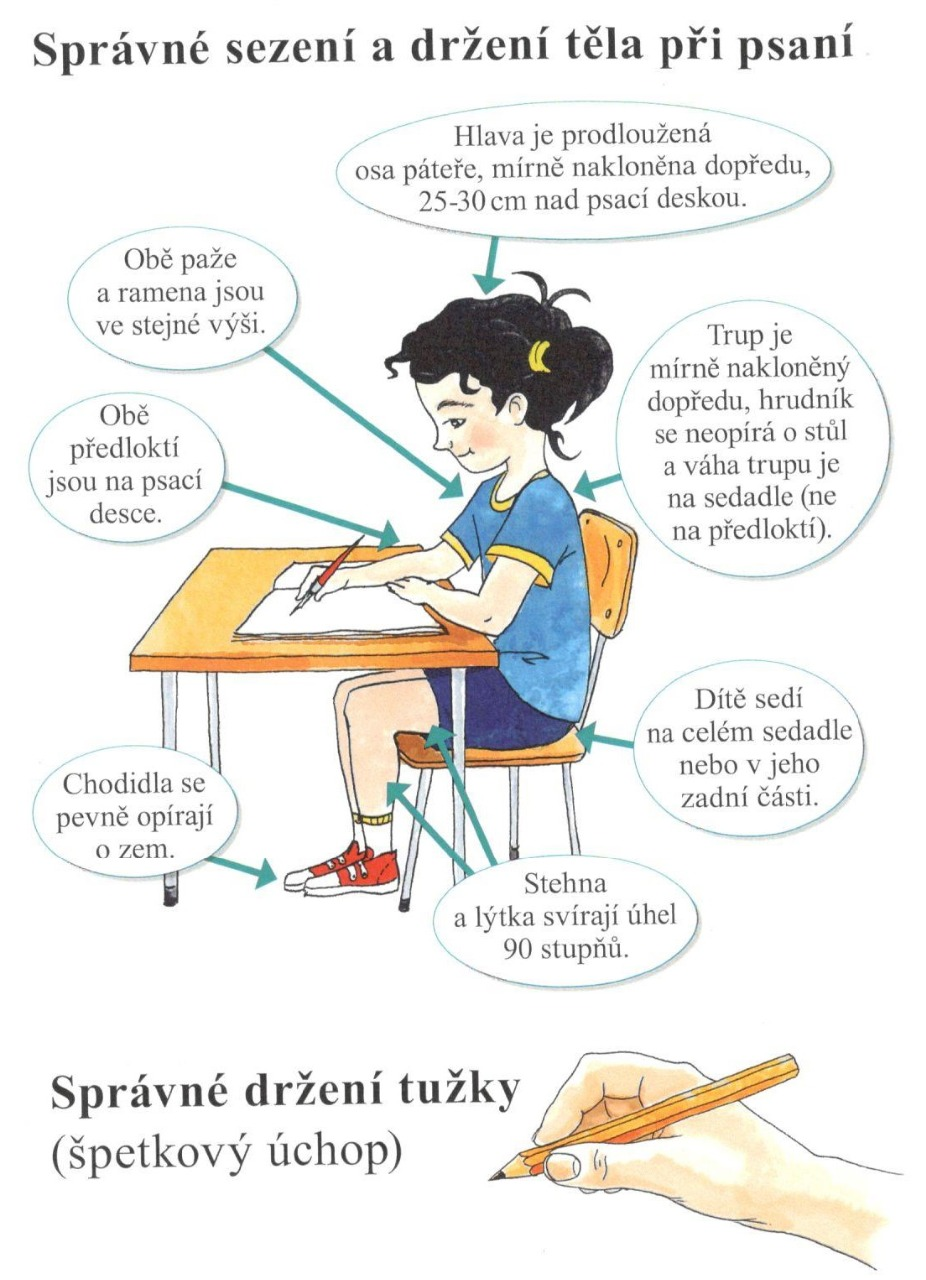 Správné sezení a držení těla při psaní
Hlava je prodloužená
osa páteře, mírně nakloněna dopředu,
25-30 cm nad psací deskou.
Obě paže
a ramena jsou
ve stejné výši.
Trup je
mírně nakloněný
dopředu, hrudník
se neopírá o stůl
a váha trupu je
na sedadle (ne
na předloktí).
Obě
předloktí
jsou na psací
desce.
Dítě sedí
na celém sedadle
nebo v jeho
zadní části.
Chodidla se
pevně opírají
o zem.
Stehna
a lýtka svírají úhel
90 stupňů.
Správné držení tužky
(špetkový úchop)